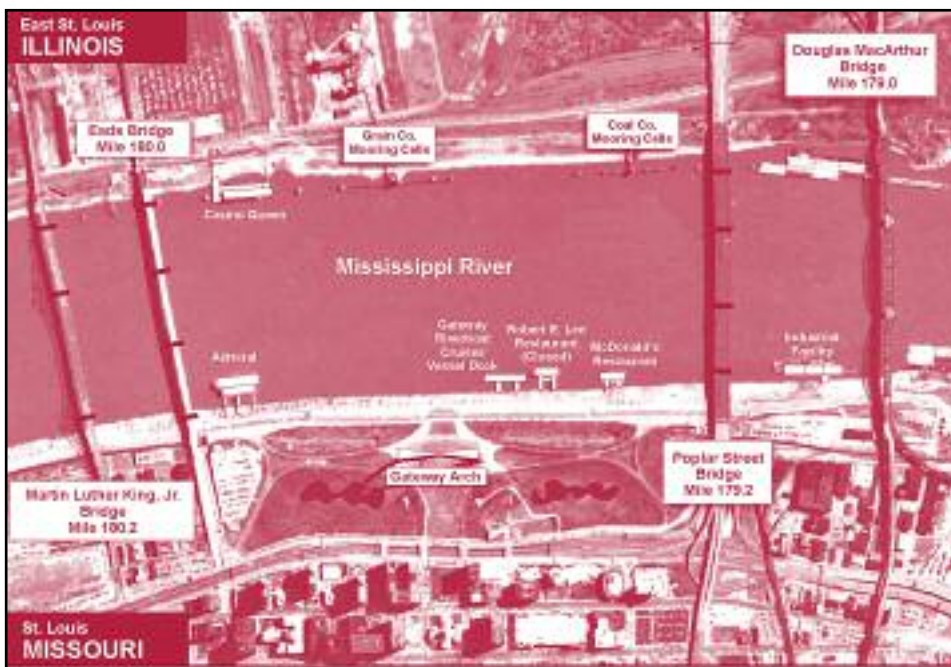 East St. Louis
ILLINOIS
Douglas MacArthur
Bridge
Mile 179.0
Eads Bridge
Mile 180.0
Grain Co.
Mooring Cells
Coal Co.
Mooring Cells
Casino Queen
Mississippi River
Admiral
Gateway
Riverboat
Cruises
Vessel Dock
Robert E. Lee
Restaurant
(Closed)
McDonald's
Restaurant
Industrial
Facility
Gateway Arch
Poplar Street
Bridge
Mile 179.2
Martin Luther King, Jr.
Bridge
Mile 180.2
St. Louis
MISSOURI